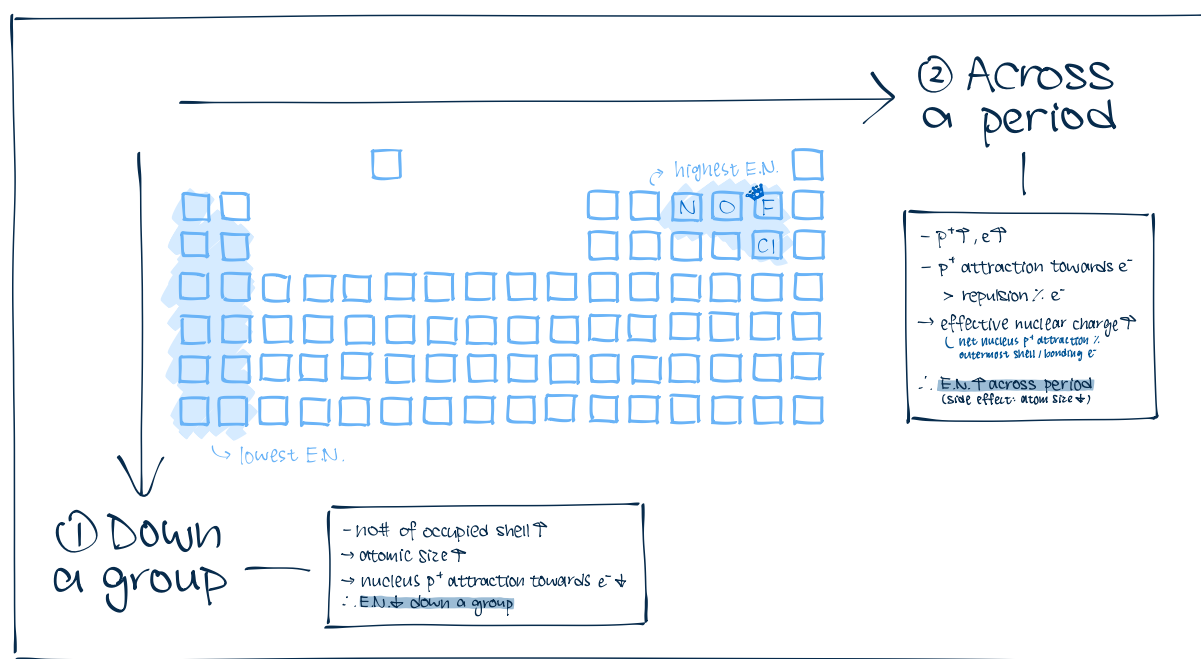 ② Across
a period
highest E.N.
N O F
Cl
- p⁺↑, e↑
- p⁺ attraction towards e⁻
> repulsion ٪ e⁻
→ effective nuclear charge ↑
net nucleus p⁺ attraction ٪
outermost shell / bonding e⁻
∴ E.N.↑ across period
(side effect: atom size ↓)
lowest E.N.
① Down
a group
- no# of occupied shell ↑
→ atomic size ↑
→ nucleus p⁺ attraction towards e⁻ ↓
∴ E.N.↓ down a group